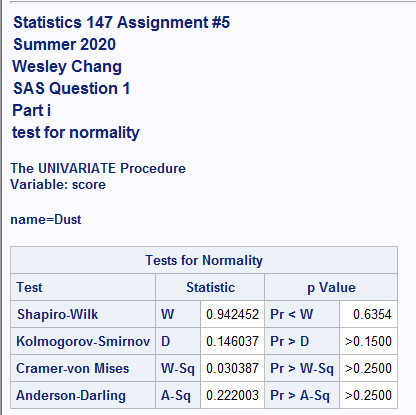 Statistics 147 Assignment #5
Summer 2020
Wesley Chang
SAS Question 1
Part i
test for normality
The UNIVARIATE Procedure
Variable: score
name=Dust
Tests for Normality
Test Statistic p Value
Shapiro-Wilk W 0.942452 Pr < W 0.6354
Kolmogorov-Smirnov D 0.146037 Pr > D >0.1500
Cramer-von Mises W-Sq 0.030387 Pr > W-Sq >0.2500
Anderson-Darling A-Sq 0.222003 Pr > A-Sq >0.2500